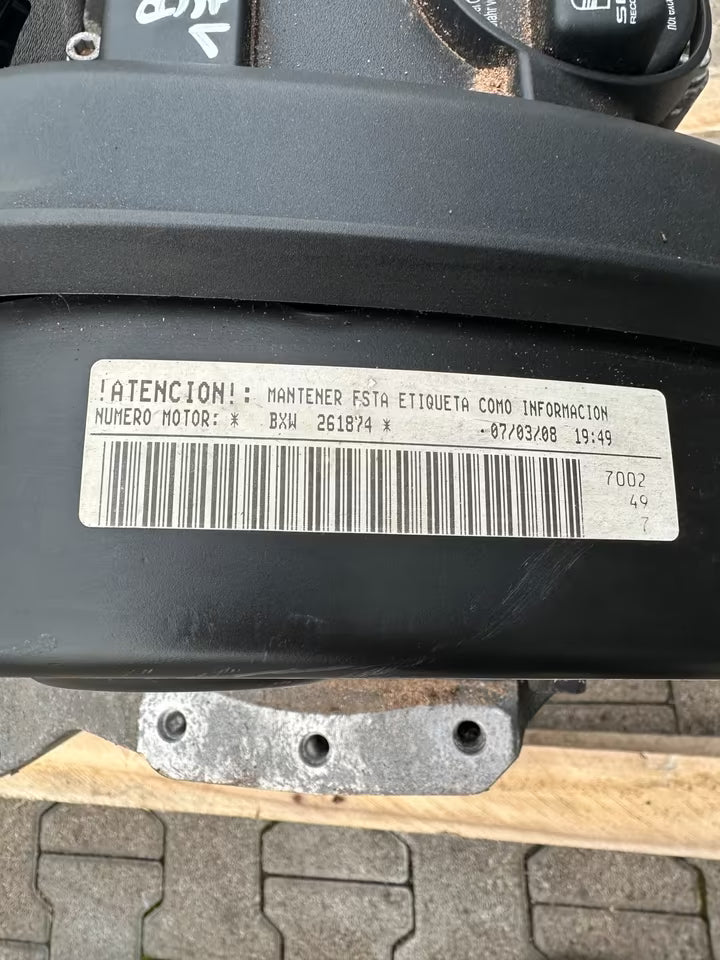 !ATENCION!: MANTENER ESTA ETIQUETA COMO INFORMACION
NUMERO MOTOR: * BXW 261874 * 07/03/08 19:49
7002
49
7